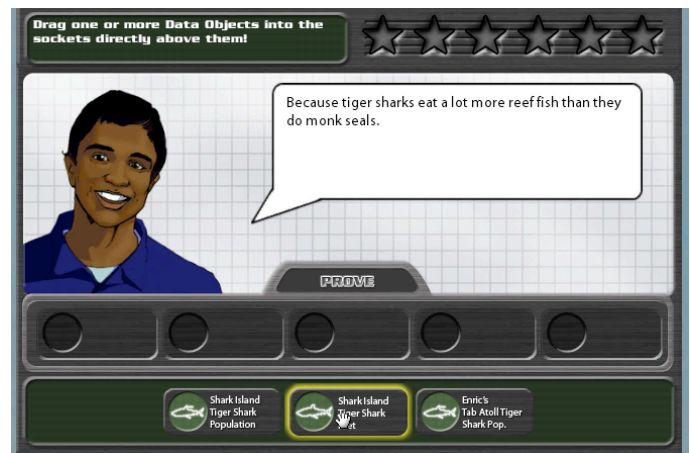 Drag one or more Data Objects into the
sockets directly above them!
Because tiger sharks eat a lot more reef fish than they
do monk seals.
PROVE
Shark Island
Tiger Shark
Population
Shark Island
Tiger Shark
Enric's
Tab Atoll Tiger
Shark Pop.